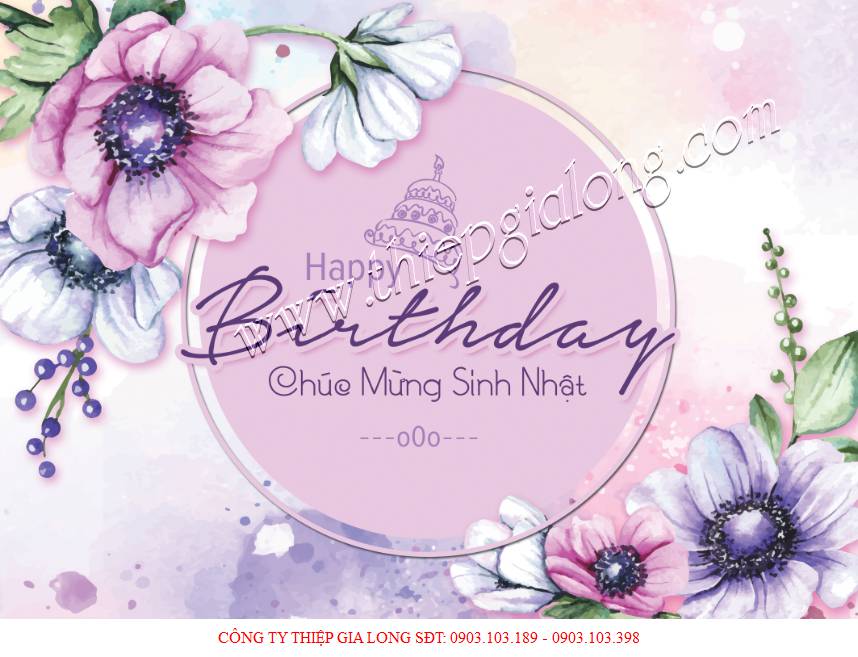 www.thiepgialong.com
Happy
Birthday
Chúc Mừng Sinh Nhật
---o0o---
CÔNG TY THIỆP GIA LONG SĐT: 0903.103.189 - 0903.103.398